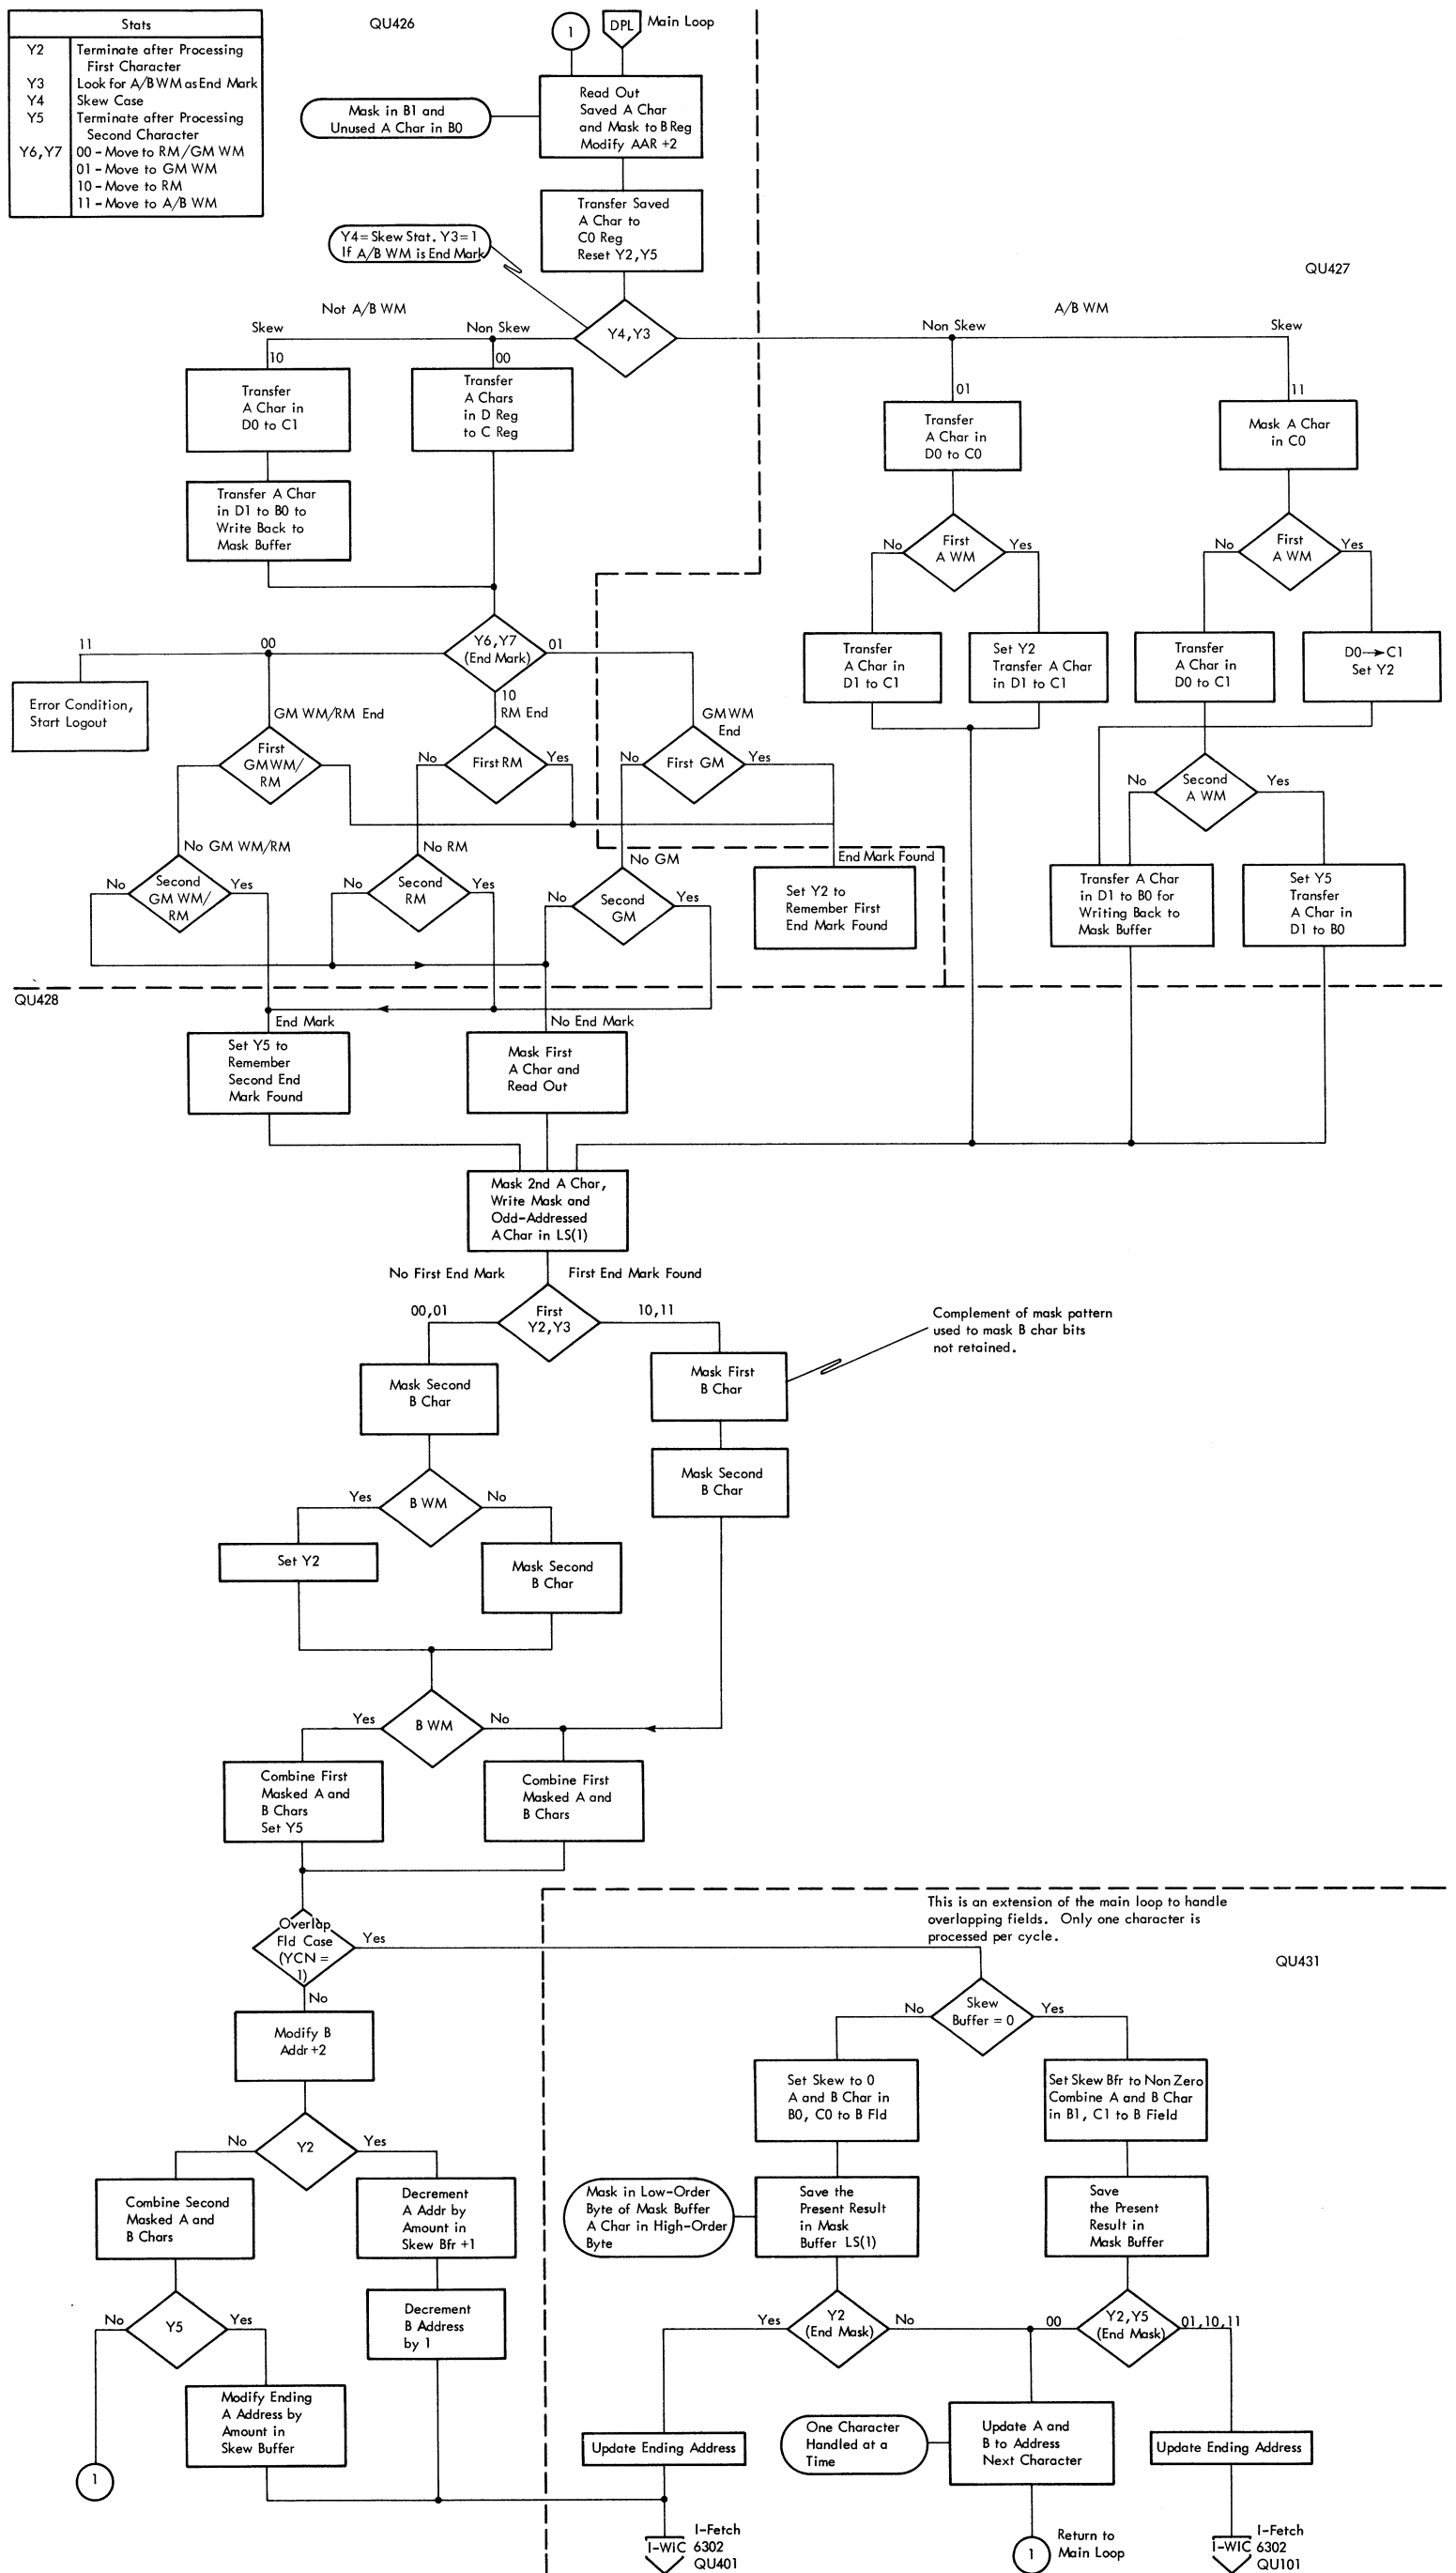 Stats
Y2 Terminate after Processing
First Character
Y3 Look for A/B WM as End Mark
Y4 Skew Case
Y5 Terminate after Processing
Second Character
Y6,Y7 00 - Move to RM/GM WM
01 - Move to GM WM
10 - Move to RM
11 - Move to A/B WM
QU426
1
DPL
Main Loop
Mask in B1 and
Unused A Char in B0
Read Out
Saved A Char
and Mask to B Reg
Modify AAR +2
Transfer Saved
A Char to
C0 Reg
Reset Y2,Y5
Y4=Skew Stat. Y3=1
If A/B WM is End Mark
QU427
Not A/B WM
A/B WM
Skew
Non Skew
Y4,Y3
Non Skew
Skew
10
00
01
11
Transfer
A Char in
D0 to C1
Transfer
A Chars
in D Reg
to C Reg
Transfer
A Char in
D0 to C0
Mask A Char
in C0
Transfer A Char
in D1 to B0 to
Write Back to
Mask Buffer
No
First
A WM
Yes
No
First
A WM
Yes
11
00
Y6,Y7
(End Mark)
01
10
Transfer
A Char in
D1 to C1
Set Y2
Transfer A Char
in D1 to C1
Transfer
A Char in
D0 to C1
D0→C1
Set Y2
Error Condition,
Start Logout
GM WM/RM End
RM End
GM WM
End
First
GM WM/
RM
No
First RM
Yes
No
First GM
Yes
No
Second
A WM
Yes
No GM WM/RM
No RM
No GM
End Mark Found
No
Second
GM WM/
RM
Yes
No
Second
RM
Yes
No
Second
GM
Yes
Set Y2 to
Remember First
End Mark Found
Transfer A Char
in D1 to B0 for
Writing Back to
Mask Buffer
Set Y5
Transfer
A Char in
D1 to B0
QU428
End Mark
No End Mark
Set Y5 to
Remember
Second End
Mark Found
Mask First
A Char and
Read Out
Mask 2nd A Char,
Write Mask and
Odd-Addressed
A Char in LS(1)
No First End Mark
First End Mark Found
00,01
First
Y2,Y3
10,11
Complement of mask pattern
used to mask B char bits
not retained.
Mask Second
B Char
Mask First
B Char
Mask Second
B Char
Yes
B WM
No
Set Y2
Mask Second
B Char
Yes
B WM
No
Combine First
Masked A and
B Chars
Set Y5
Combine First
Masked A and
B Chars
This is an extension of the main loop to handle
overlapping fields. Only one character is
processed per cycle.
Overlap
Fld Case
(YCN =
1)
Yes
No
QU431
Modify B
Addr +2
No
Skew
Buffer = 0
Yes
Set Skew to 0
A and B Char in
B0, C0 to B Fld
Set Skew Bfr to Non Zero
Combine A and B Char
in B1, C1 to B Field
No
Y2
Yes
Combine Second
Masked A and
B Chars
Decrement
A Addr by
Amount in
Skew Bfr +1
Mask in Low-Order
Byte of Mask Buffer
A Char in High-Order
Byte
Save the
Present Result
in Mask
Buffer LS(1)
Save
the Present
Result in
Mask Buffer
No
Y5
Yes
Decrement
B Address
by 1
Yes
Y2
(End Mask)
No
00
Y2,Y5
(End Mask)
01,10,11
Modify Ending
A Address by
Amount in
Skew Buffer
Update Ending Address
One Character
Handled at a
Time
Update A and
B to Address
Next Character
Update Ending Address
1
I-WIC
I-Fetch
6302
QU401
1
Return to
Main Loop
I-WIC
I-Fetch
6302
QU101